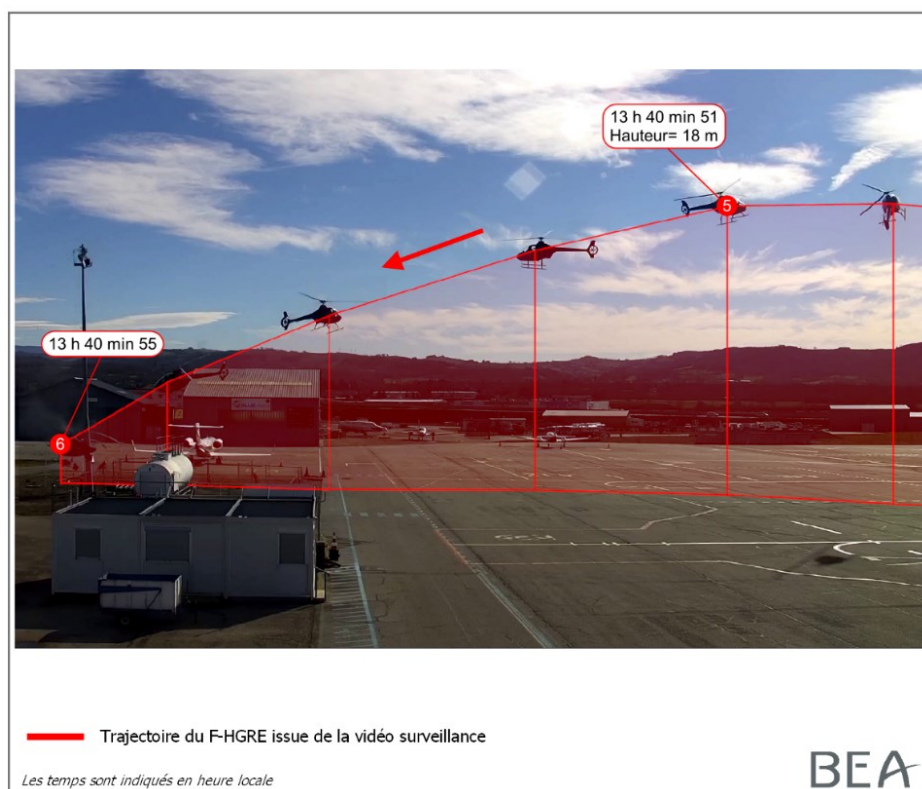 13 h 40 min 51
Hauteur= 18 m
5
13 h 40 min 55
6
Trajectoire du F-HGRE issue de la vidéo surveillance
Les temps sont indiqués en heure locale
BEA